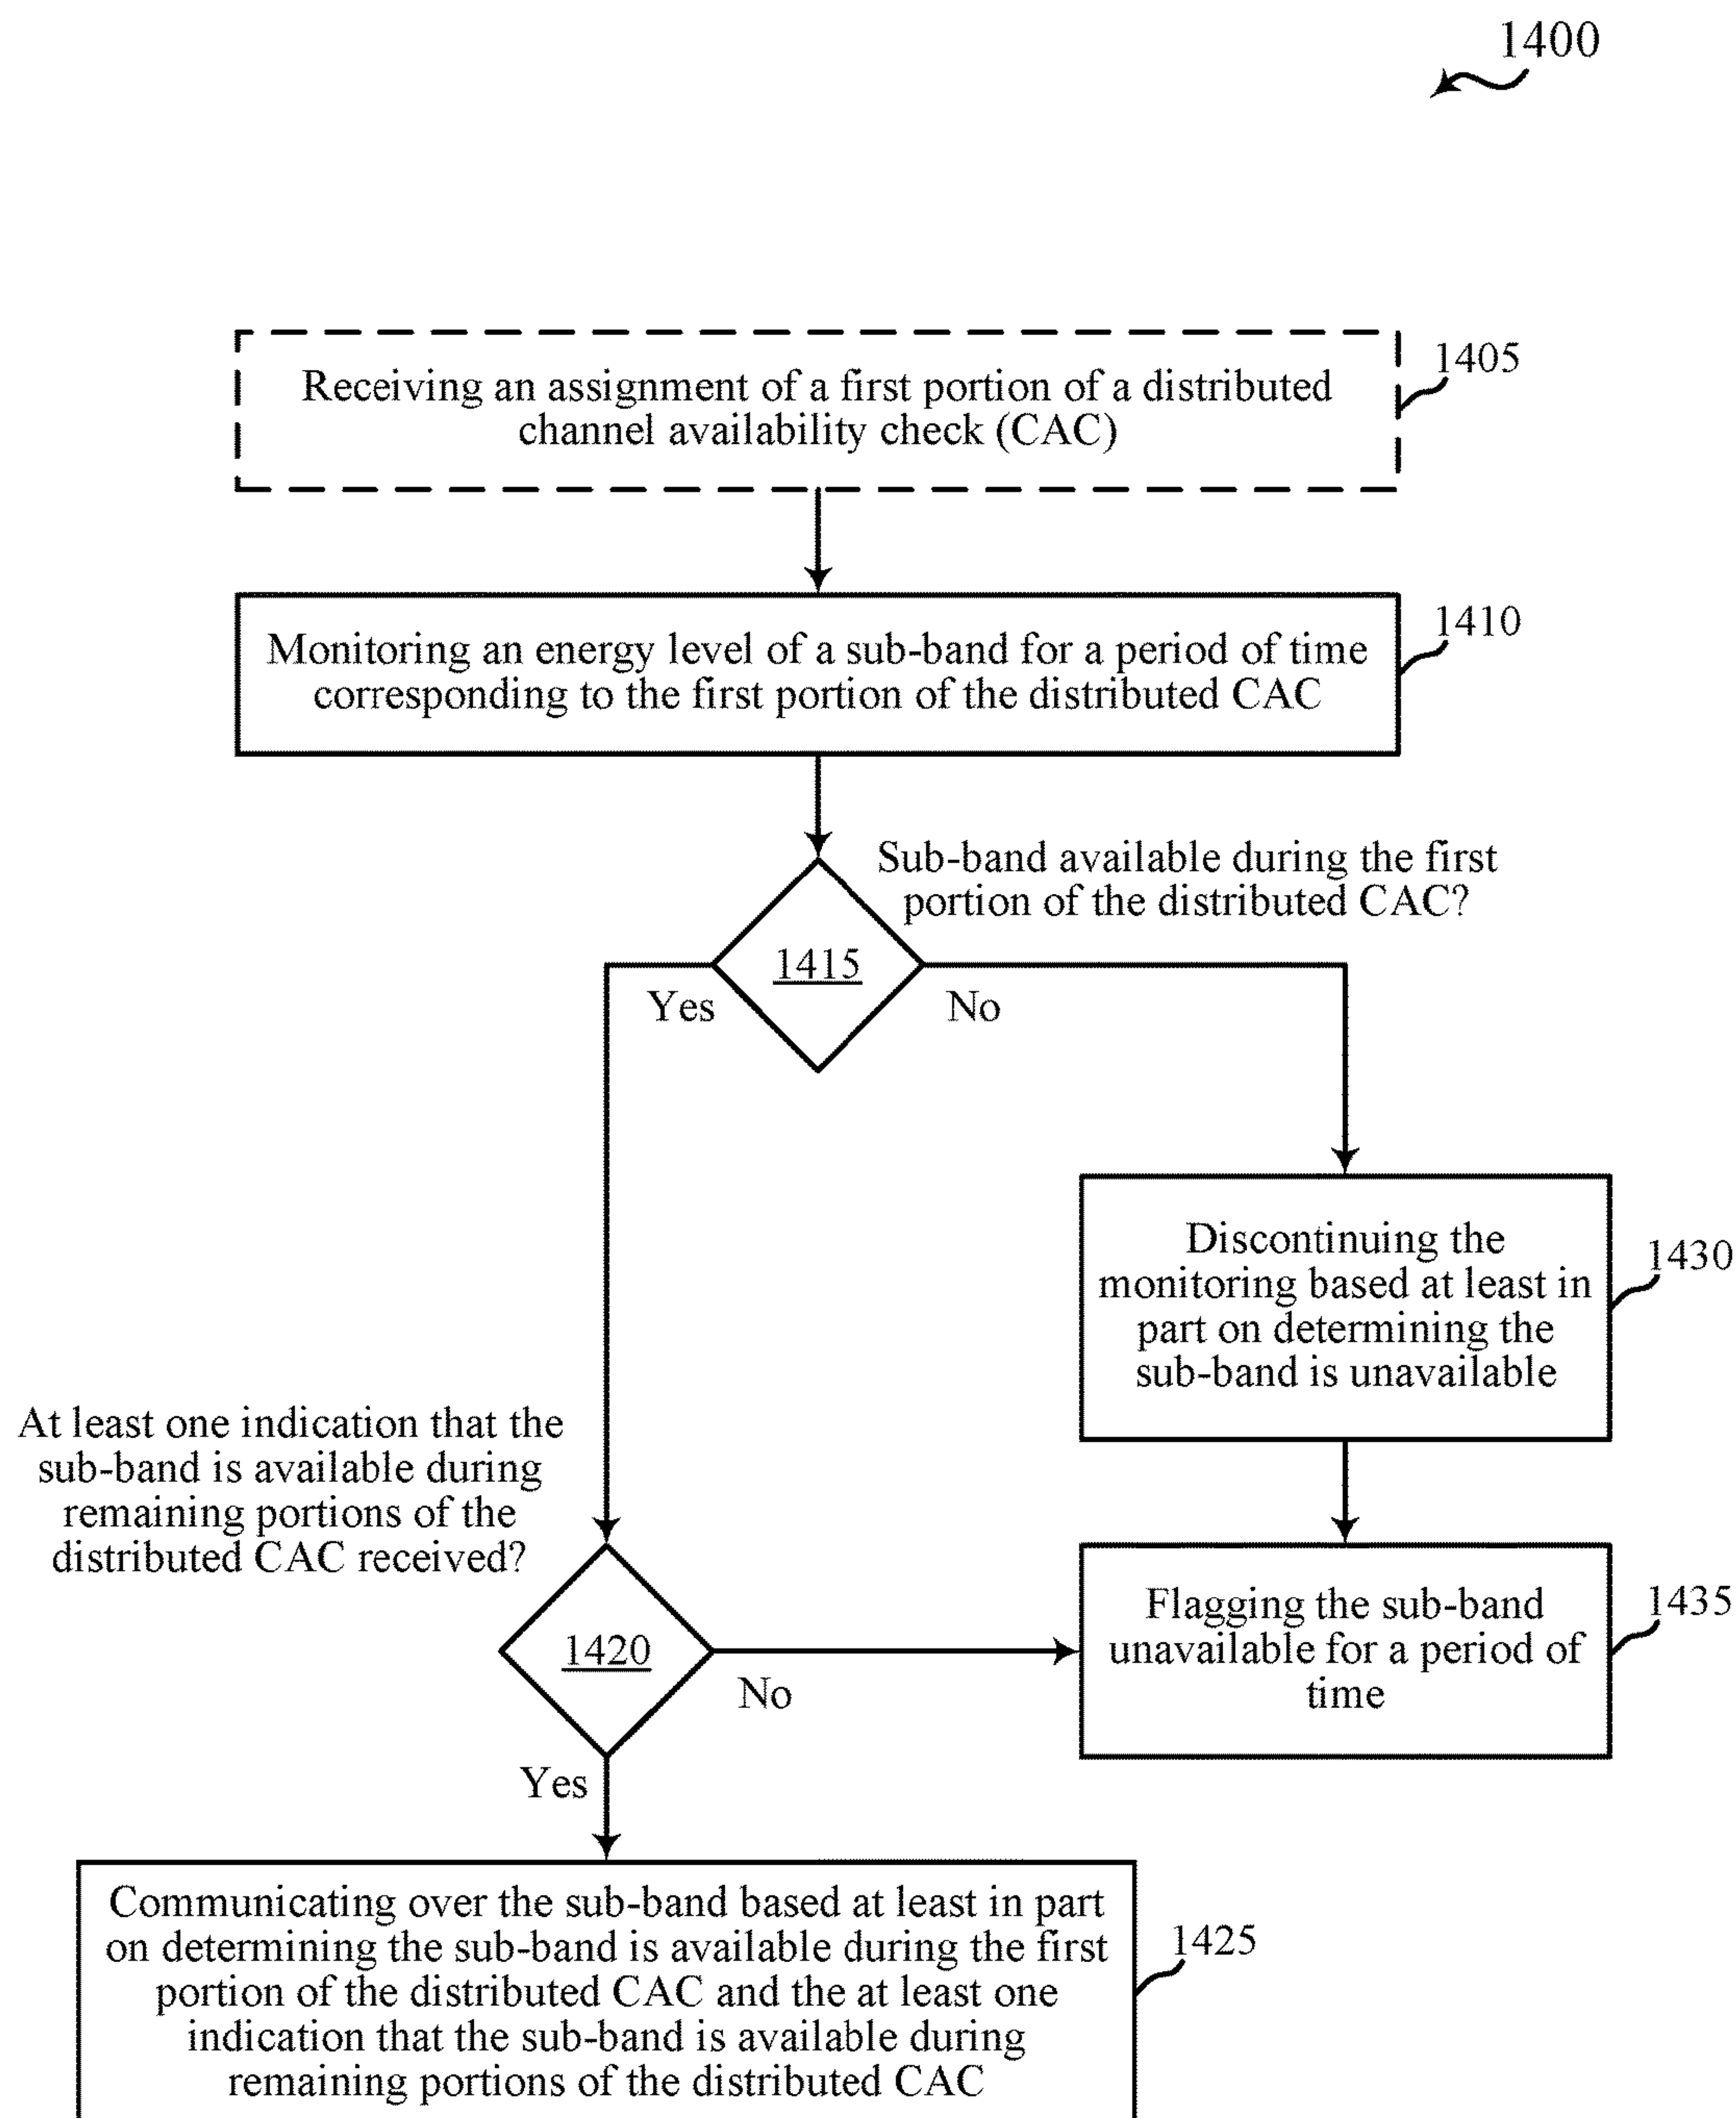 1400
Receiving an assignment of a first portion of a distributed
channel availability check (CAC)
1405
Monitoring an energy level of a sub-band for a period of time
corresponding to the first portion of the distributed CAC
1410
Sub-band available during the first
portion of the distributed CAC?
1415
Yes
No
Discontinuing the
monitoring based at least in
part on determining the
sub-band is unavailable
1430
At least one indication that the
sub-band is available during
remaining portions of the
distributed CAC received?
1420
No
Yes
Flagging the sub-band
unavailable for a period of
time
1435
Communicating over the sub-band based at least in part
on determining the sub-band is available during the first
portion of the distributed CAC and the at least one
indication that the sub-band is available during
remaining portions of the distributed CAC
1425